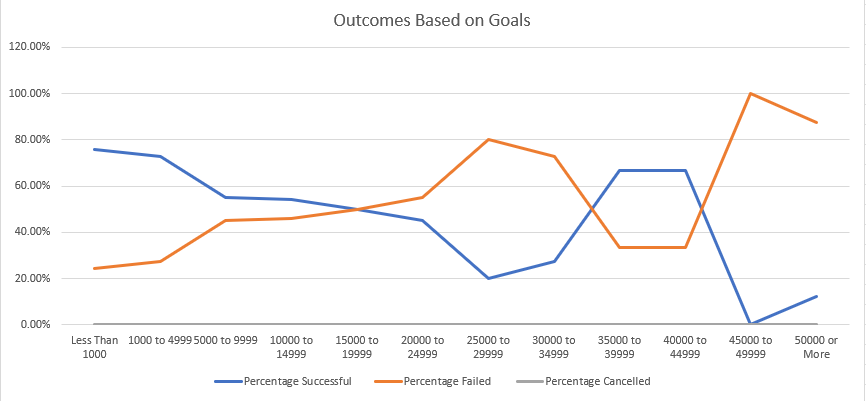 Outcomes Based on Goals
120.00%
100.00%
80.00%
60.00%
40.00%
20.00%
0.00%
Less Than 1000
1000 to 4999
5000 to 9999
10000 to 14999
15000 to 19999
20000 to 24999
25000 to 29999
30000 to 34999
35000 to 39999
40000 to 44999
45000 to 49999
50000 or More
Percentage Successful
Percentage Failed
Percentage Cancelled